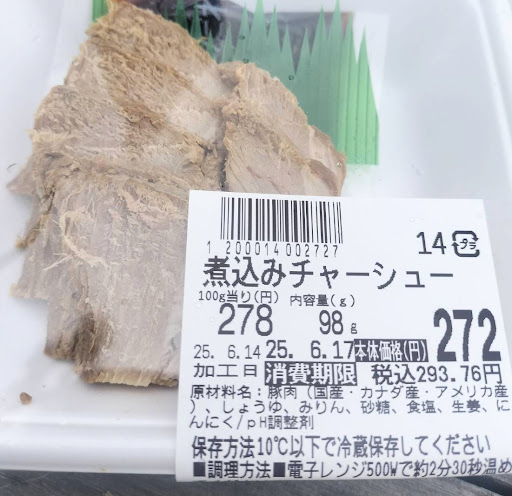 1 200014 002727
14 プラ
煮込みチャーシュー
100g当り(円) 内容量(g)
278 98g 272
25. 6.14 25. 6.17 本体価格(円)
加工日 消費期限 税込293.76円
原材料名：豚肉（国産・カナダ産・アメリカ産
）、しょうゆ、みりん、砂糖、食塩、生姜、に
んにく/pH調整剤
保存方法10℃以下で冷蔵保存してください
■調理方法■電子レンジ500Wで約2分30秒温め